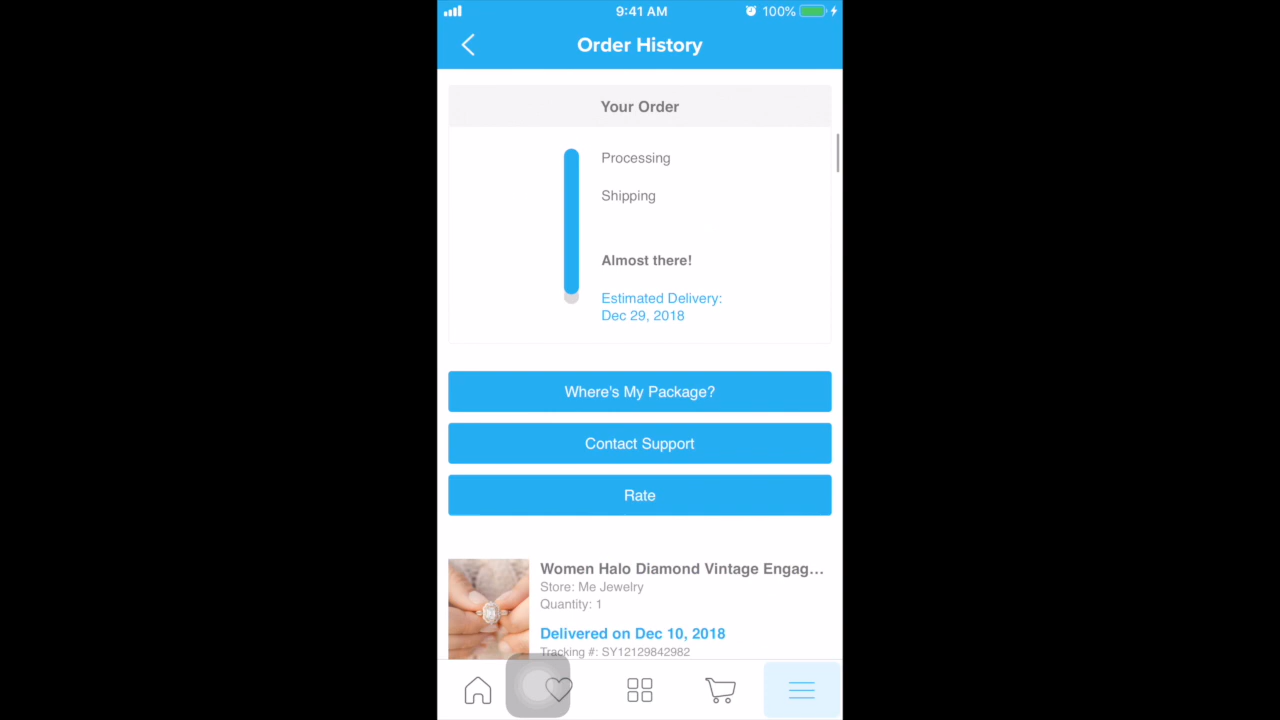 9:41 AM
100%
Order History
Your Order
Processing
Shipping
Almost there!
Estimated Delivery:
Dec 29, 2018
Where's My Package?
Contact Support
Rate
Women Halo Diamond Vintage Engag...
Store: Me Jewelry
Quantity: 1
Delivered on Dec 10, 2018
Tracking #: SY12129842982